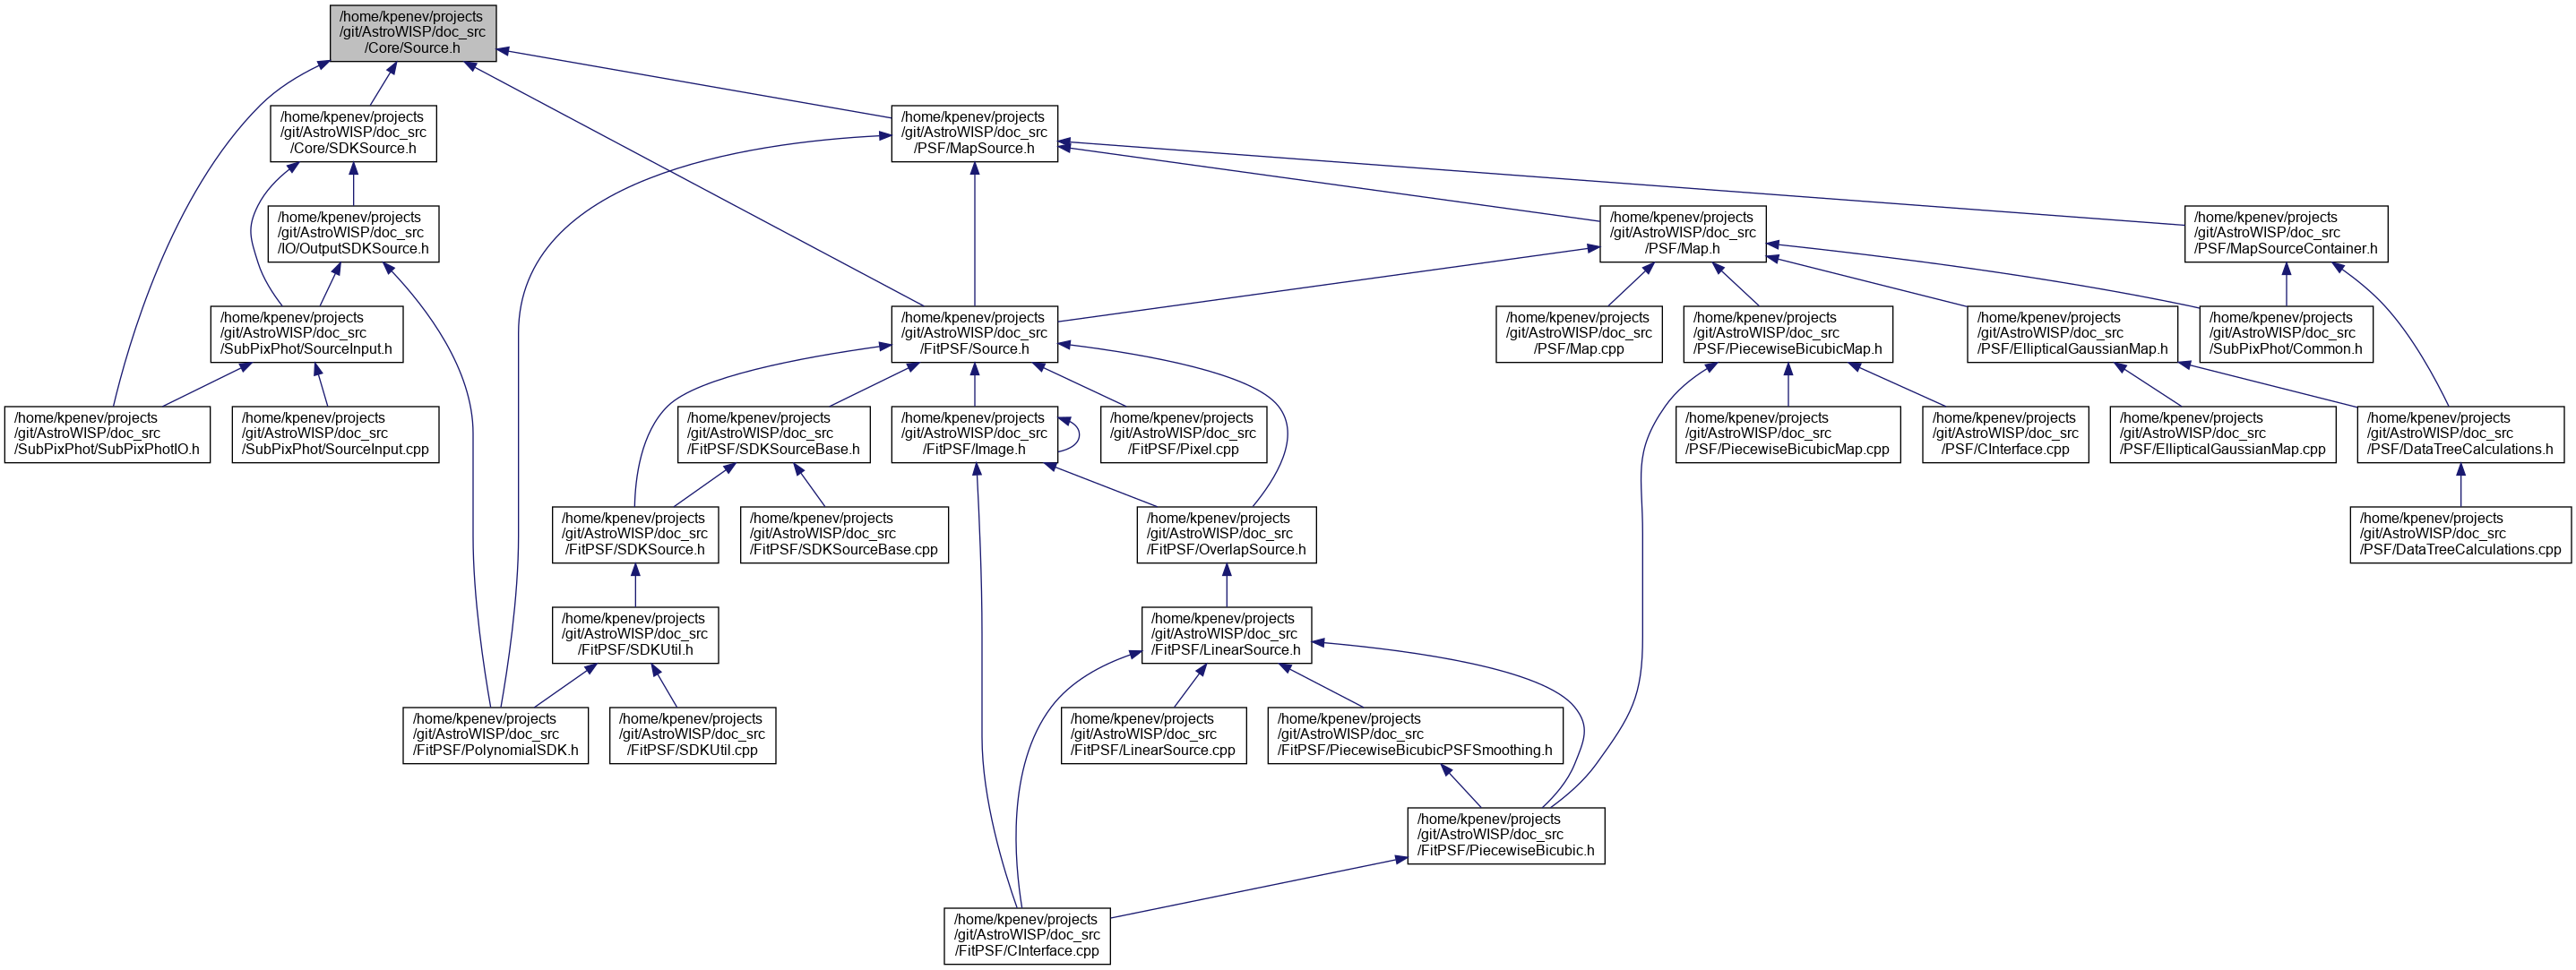 /home/kpenev/projects
/git/AstroWISP/doc_src
/Core/Source.h
/home/kpenev/projects
/git/AstroWISP/doc_src
/Core/SDKSource.h
/home/kpenev/projects
/git/AstroWISP/doc_src
/PSF/MapSource.h
/home/kpenev/projects
/git/AstroWISP/doc_src
/IO/OutputSDKSource.h
/home/kpenev/projects
/git/AstroWISP/doc_src
/PSF/Map.h
/home/kpenev/projects
/git/AstroWISP/doc_src
/PSF/MapSourceContainer.h
/home/kpenev/projects
/git/AstroWISP/doc_src
/SubPixPhot/SourceInput.h
/home/kpenev/projects
/git/AstroWISP/doc_src
/FitPSF/Source.h
/home/kpenev/projects
/git/AstroWISP/doc_src
/PSF/Map.cpp
/home/kpenev/projects
/git/AstroWISP/doc_src
/PSF/PiecewiseBicubicMap.h
/home/kpenev/projects
/git/AstroWISP/doc_src
/PSF/EllipticalGaussianMap.h
/home/kpenev/projects
/git/AstroWISP/doc_src
/SubPixPhot/Common.h
/home/kpenev/projects
/git/AstroWISP/doc_src
/SubPixPhot/SubPixPhotIO.h
/home/kpenev/projects
/git/AstroWISP/doc_src
/SubPixPhot/SourceInput.cpp
/home/kpenev/projects
/git/AstroWISP/doc_src
/FitPSF/SDKSourceBase.h
/home/kpenev/projects
/git/AstroWISP/doc_src
/FitPSF/Image.h
/home/kpenev/projects
/git/AstroWISP/doc_src
/FitPSF/Pixel.cpp
/home/kpenev/projects
/git/AstroWISP/doc_src
/PSF/PiecewiseBicubicMap.cpp
/home/kpenev/projects
/git/AstroWISP/doc_src
/PSF/CInterface.cpp
/home/kpenev/projects
/git/AstroWISP/doc_src
/PSF/EllipticalGaussianMap.cpp
/home/kpenev/projects
/git/AstroWISP/doc_src
/PSF/DataTreeCalculations.h
/home/kpenev/projects
/git/AstroWISP/doc_src
/FitPSF/SDKSource.h
/home/kpenev/projects
/git/AstroWISP/doc_src
/FitPSF/SDKSourceBase.cpp
/home/kpenev/projects
/git/AstroWISP/doc_src
/FitPSF/OverlapSource.h
/home/kpenev/projects
/git/AstroWISP/doc_src
/PSF/DataTreeCalculations.cpp
/home/kpenev/projects
/git/AstroWISP/doc_src
/FitPSF/SDKUtil.h
/home/kpenev/projects
/git/AstroWISP/doc_src
/FitPSF/LinearSource.h
/home/kpenev/projects
/git/AstroWISP/doc_src
/FitPSF/PolynomialSDK.h
/home/kpenev/projects
/git/AstroWISP/doc_src
/FitPSF/SDKUtil.cpp
/home/kpenev/projects
/git/AstroWISP/doc_src
/FitPSF/LinearSource.cpp
/home/kpenev/projects
/git/AstroWISP/doc_src
/FitPSF/PiecewiseBicubicPSFSmoothing.h
/home/kpenev/projects
/git/AstroWISP/doc_src
/FitPSF/PiecewiseBicubic.h
/home/kpenev/projects
/git/AstroWISP/doc_src
/FitPSF/CInterface.cpp